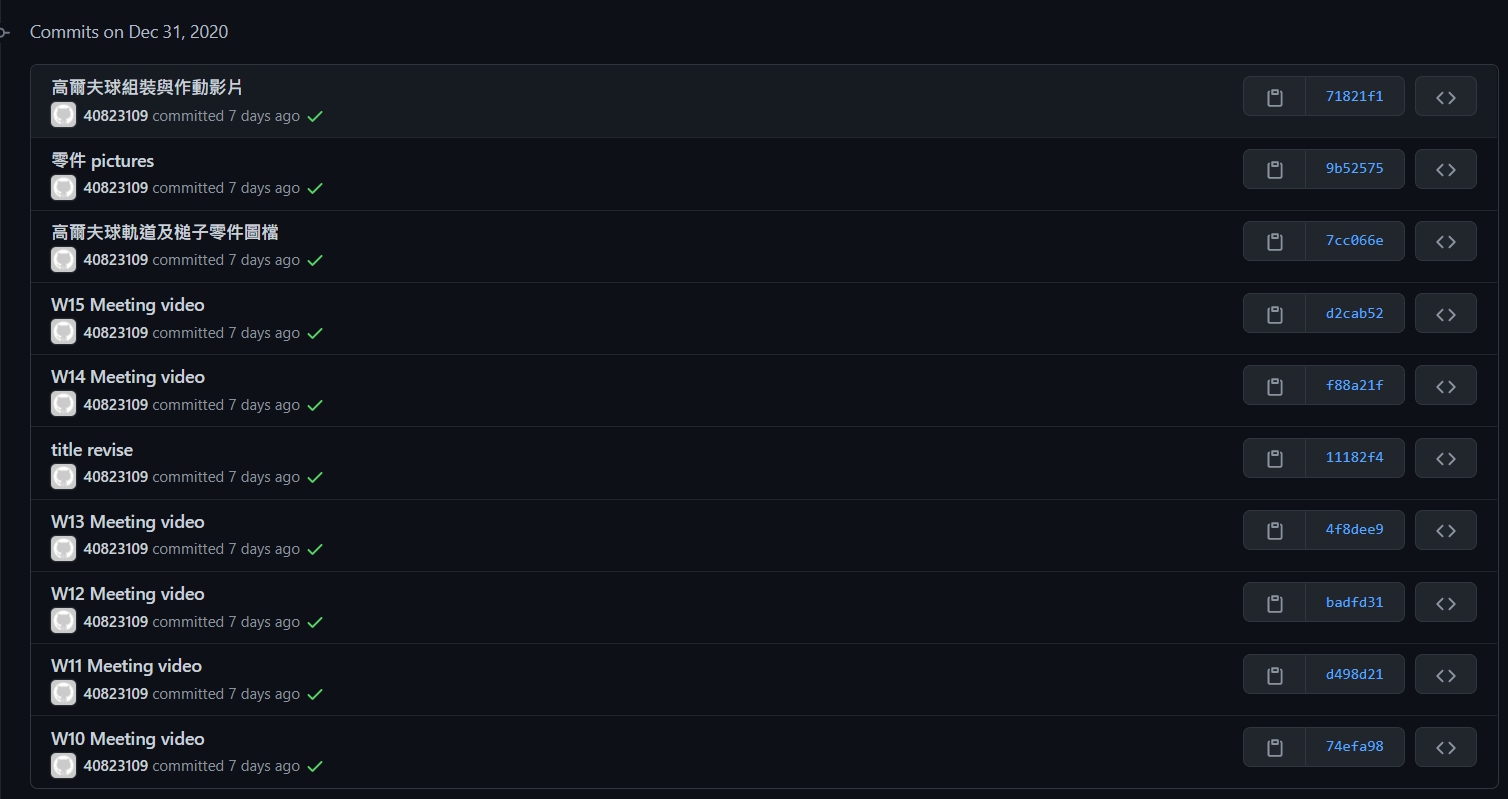 Commits on Dec 31, 2020
高爾夫球組裝與作動影片
71821f1
40823109 committed 7 days ago
零件 pictures
9b52575
40823109 committed 7 days ago
高爾夫球軌道及槌子零件圖檔
7cc066e
40823109 committed 7 days ago
W15 Meeting video
d2cab52
40823109 committed 7 days ago
W14 Meeting video
f88a21f
40823109 committed 7 days ago
title revise
11182f4
40823109 committed 7 days ago
W13 Meeting video
4f8dee9
40823109 committed 7 days ago
W12 Meeting video
badfd31
40823109 committed 7 days ago
W11 Meeting video
d498d21
40823109 committed 7 days ago
W10 Meeting video
74efa98
40823109 committed 7 days ago